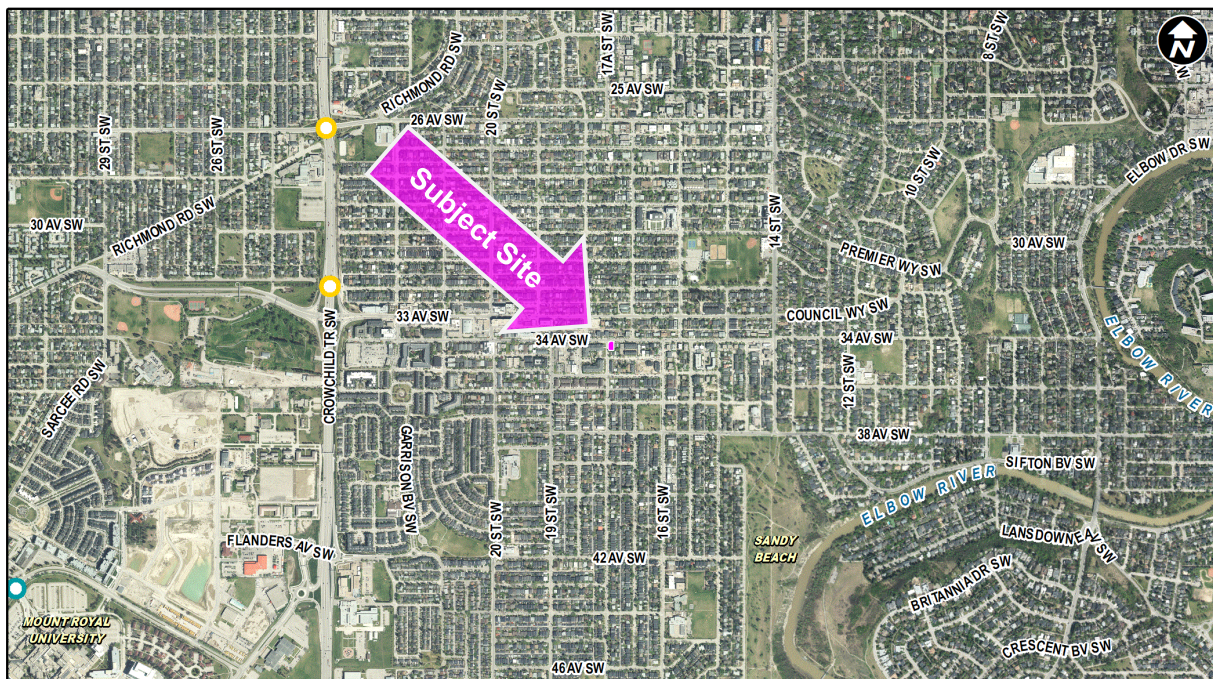 8 ST SW
17A ST SW
N
W
RICHMOND RD SW
25 AV SW
20 ST SW
26 AV SW
29 ST SW
26 ST SW
ELBOW DR SW
10 ST SW
Subject Site
RICHMOND RD SW
30 AV SW
14 ST SW
30 AV SW
PREMIER WY SW
COUNCIL WY SW
33 AV SW
34 AV SW
34 AV SW
CROWCHILD TR SW
ELBOW RIVER
SARCEE RD SW
12 ST SW
38 AV SW
GARRISON BV SW
SIFTON BV SW
ELBOW RIVER
19 ST SW
16 ST SW
20 ST SW
LANSDOWNE AV SW
FLANDERS AV SW
SANDY
BEACH
42 AV SW
BRITANNIA DR SW
MOUNT ROYAL
UNIVERSITY
CRESCENT BV SW
46 AV SW